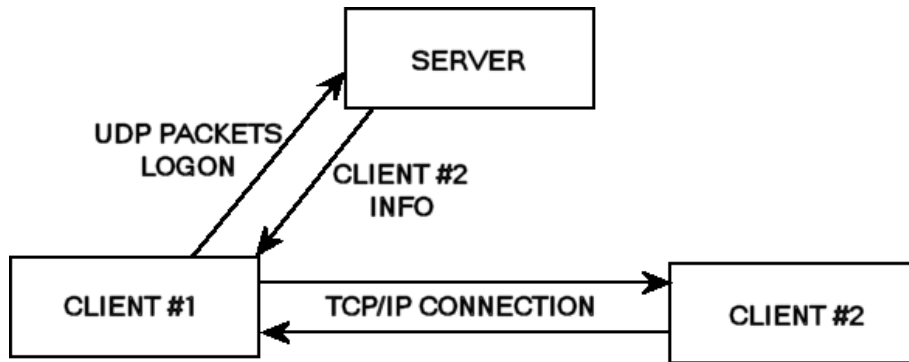 SERVER
UDP PACKETS
LOGON
CLIENT #2
INFO
CLIENT #1
TCP/IP CONNECTION
CLIENT #2